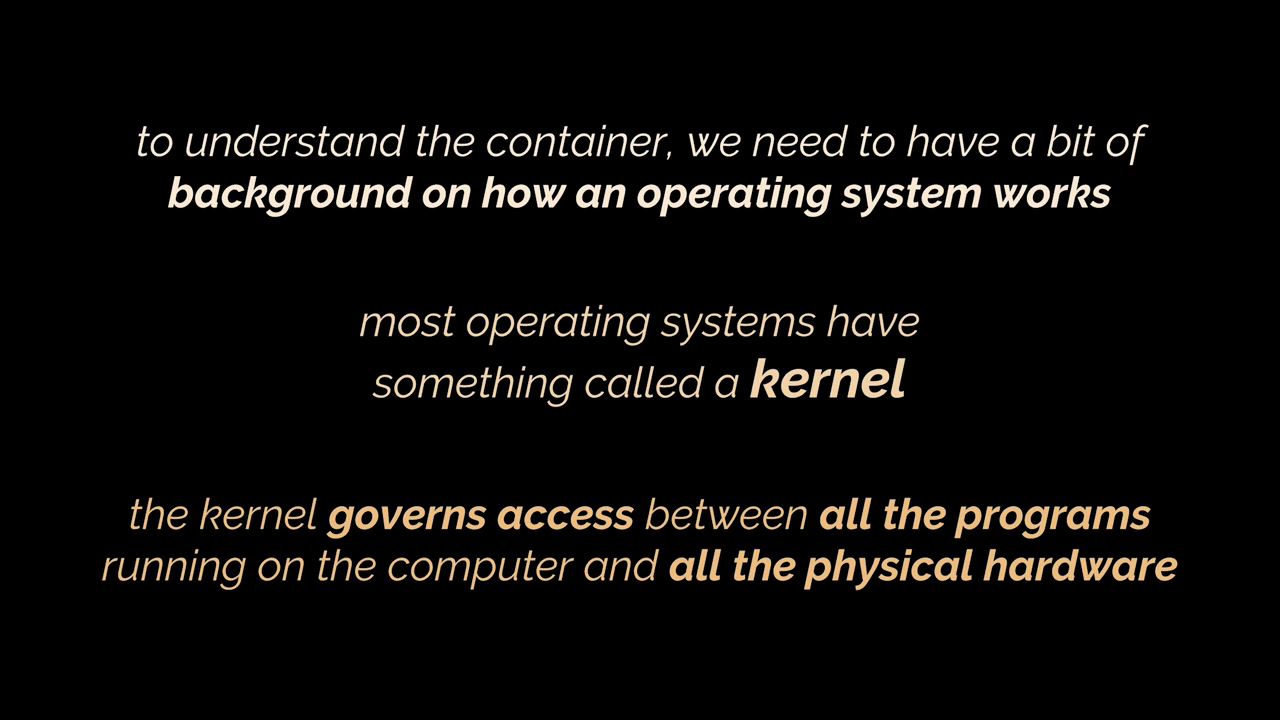 to understand the container, we need to have a bit of
background on how an operating system works
most operating systems have
something called a kernel
the kernel governs access between all the programs
running on the computer and all the physical hardware